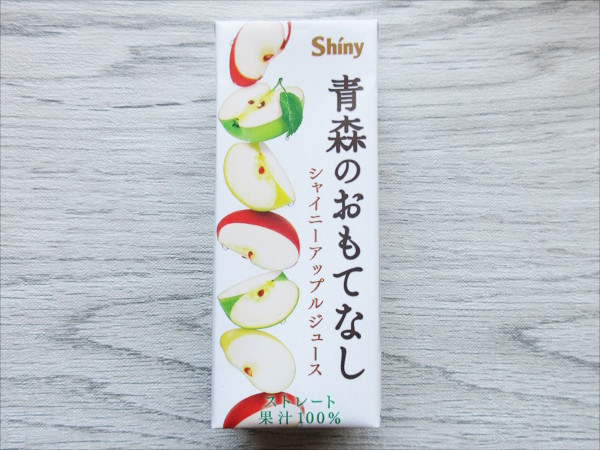 Shiny
青森のおもてなし
シャイニーアップルジュース
ストレート
果汁100%